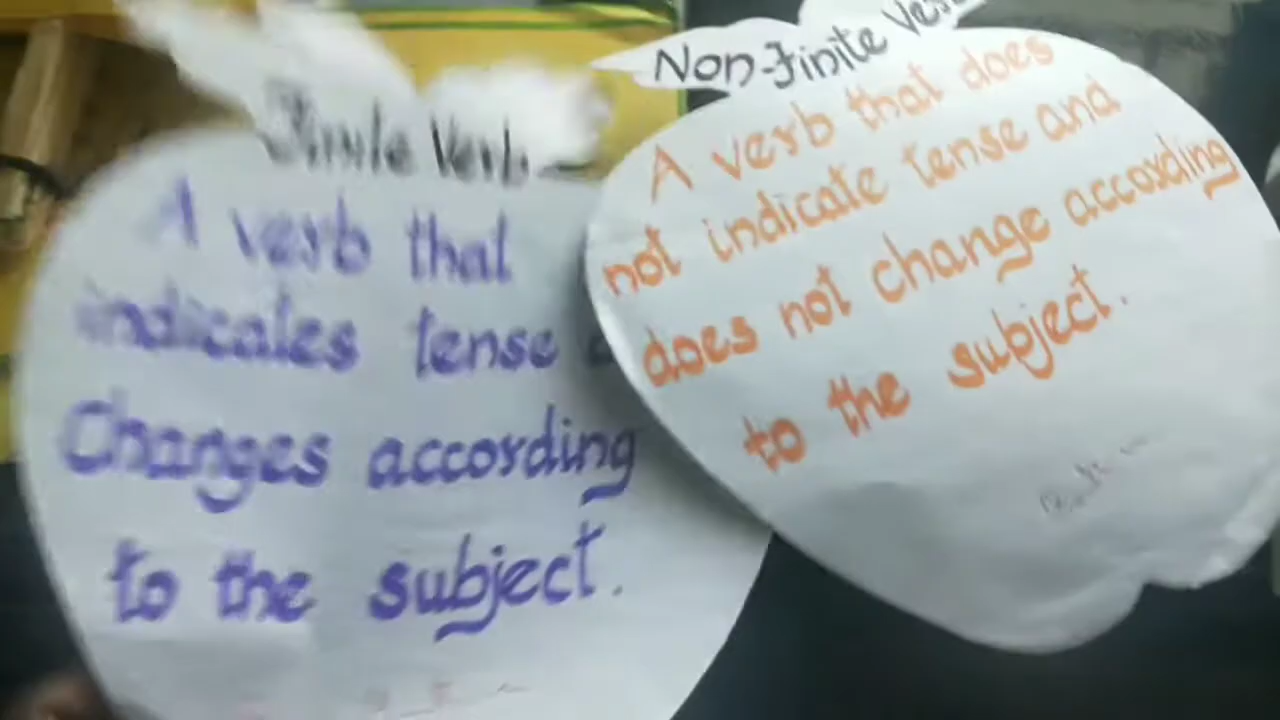 Finite Verb
A verb that
indicates tense
Changes according
to the subject.
Non-Finite Verb
A verb that does
not indicate tense and
does not change according
to the subject.